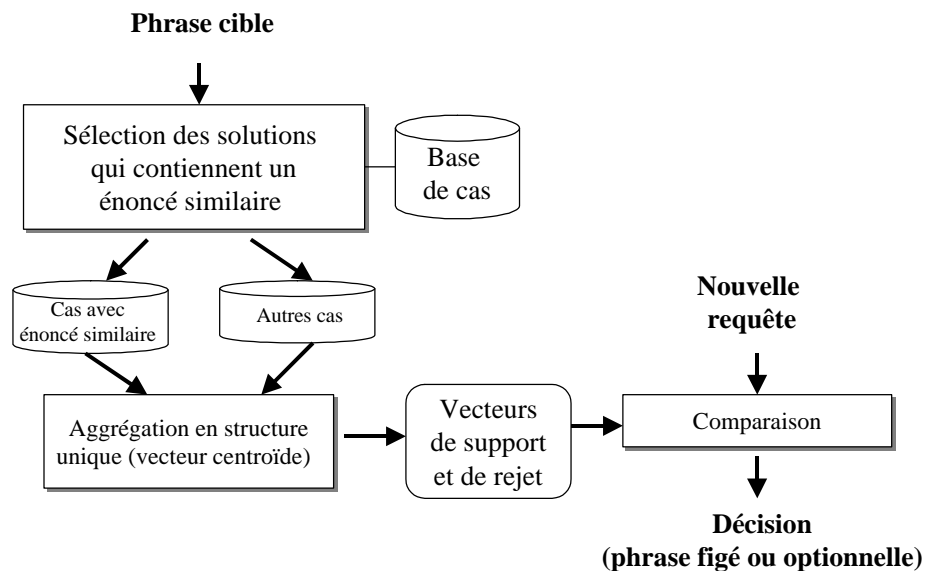 Phrase cible
Sélection des solutions
qui contiennent un
énoncé similaire
Base
de cas
Cas avec
énoncé similaire
Autres cas
Nouvelle
requête
Aggrégation en structure
unique (vecteur centroïde)
Vecteurs
de support
et de rejet
Comparaison
Décision
(phrase figé ou optionnelle)